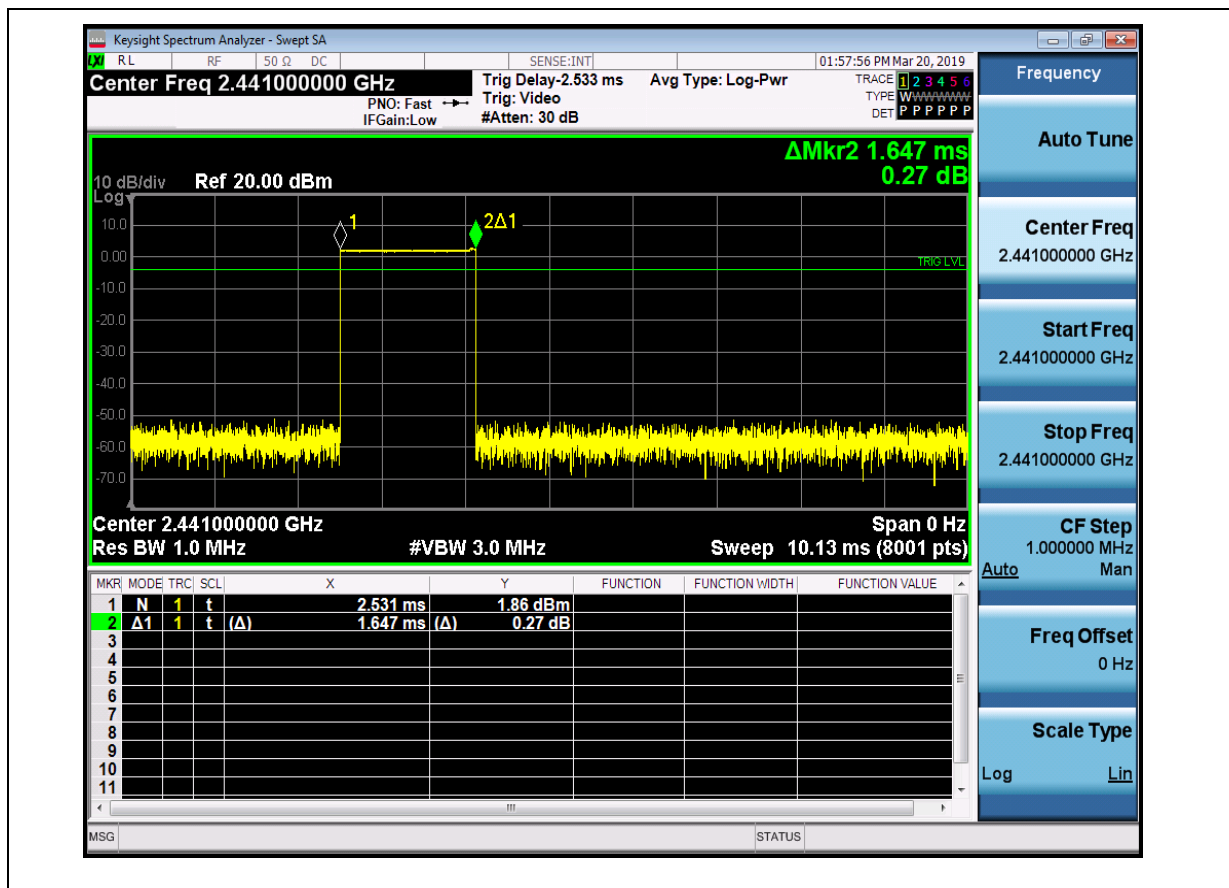 Keysight Spectrum Analyzer - Swept SA
LXI RL RF 50 Ω DC SENSE:INT 01:57:56 PM Mar 20, 2019
Center Freq 2.441000000 GHz
PNO: Fast
IFGain:Low
Trig Delay-2.533 ms
Trig: Video
#Atten: 30 dB
Avg Type: Log-Pwr
TRACE 1 2 3 4 5 6
TYPE WWWWWW
DET P P P P P P
ΔMkr2 1.647 ms
0.27 dB
10 dB/div Ref 20.00 dBm
Log
1
2Δ1
10.0
0.00
TRIG LVL
-10.0
-20.0
-30.0
-40.0
-50.0
-60.0
-70.0
Center 2.441000000 GHz Span 0 Hz
Res BW 1.0 MHz #VBW 3.0 MHz Sweep 10.13 ms (8001 pts)
MKR MODE TRC SCL X Y FUNCTION FUNCTION WIDTH FUNCTION VALUE
1 N 1 t 2.531 ms 1.86 dBm
2 Δ1 1 t (Δ) 1.647 ms (Δ) 0.27 dB
3
4
5
6
7
8
9
10
11
MSG STATUS
Frequency
Auto Tune
Center Freq
2.441000000 GHz
Start Freq
2.441000000 GHz
Stop Freq
2.441000000 GHz
CF Step
1.000000 MHz
Auto Man
Freq Offset
0 Hz
Scale Type
Log Lin